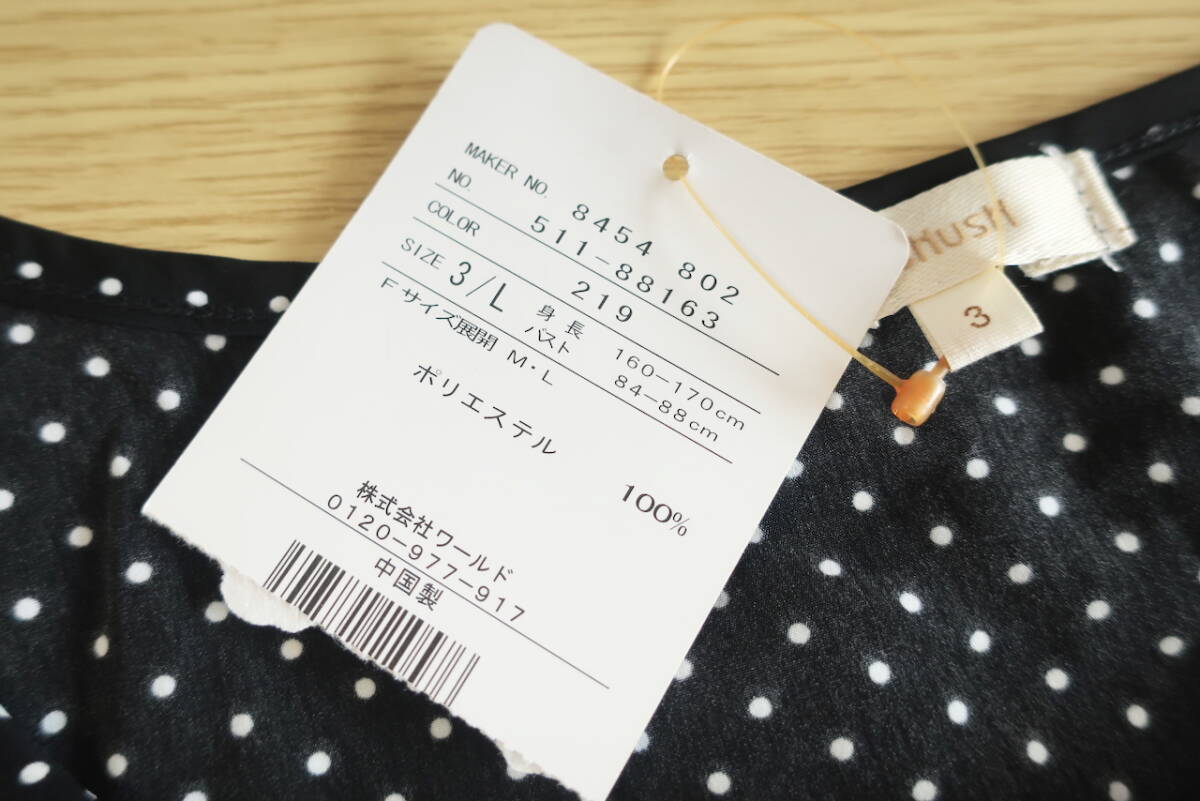 MAKER NO. 8454 802
NO. 511-88163
COLOR 219
SIZE 3/L 身長 160-170cm
バスト 84-88cm
Fサイズ展開 M・L
ポリエステル 100%
株式会社ワールド
0120-977-917
中国製
3